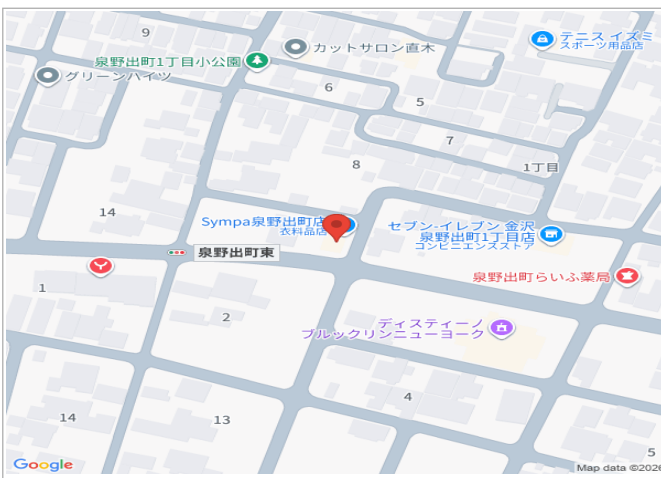 9
カットサロン直木
テニス イズミ
スポーツ用品店
泉野出町1丁目小公園
グリーンハイツ
6
5
7
8
1丁目
14
Sympa泉野出町店
衣料品店
セブン-イレブン 金沢
泉野出町1丁目店
コンビニエンスストア
泉野出町東
泉野出町らいふ薬局
1
2
ディスティーノ
ブルックリンニューヨーク
4
14
13
5
Google
Map data ©2026